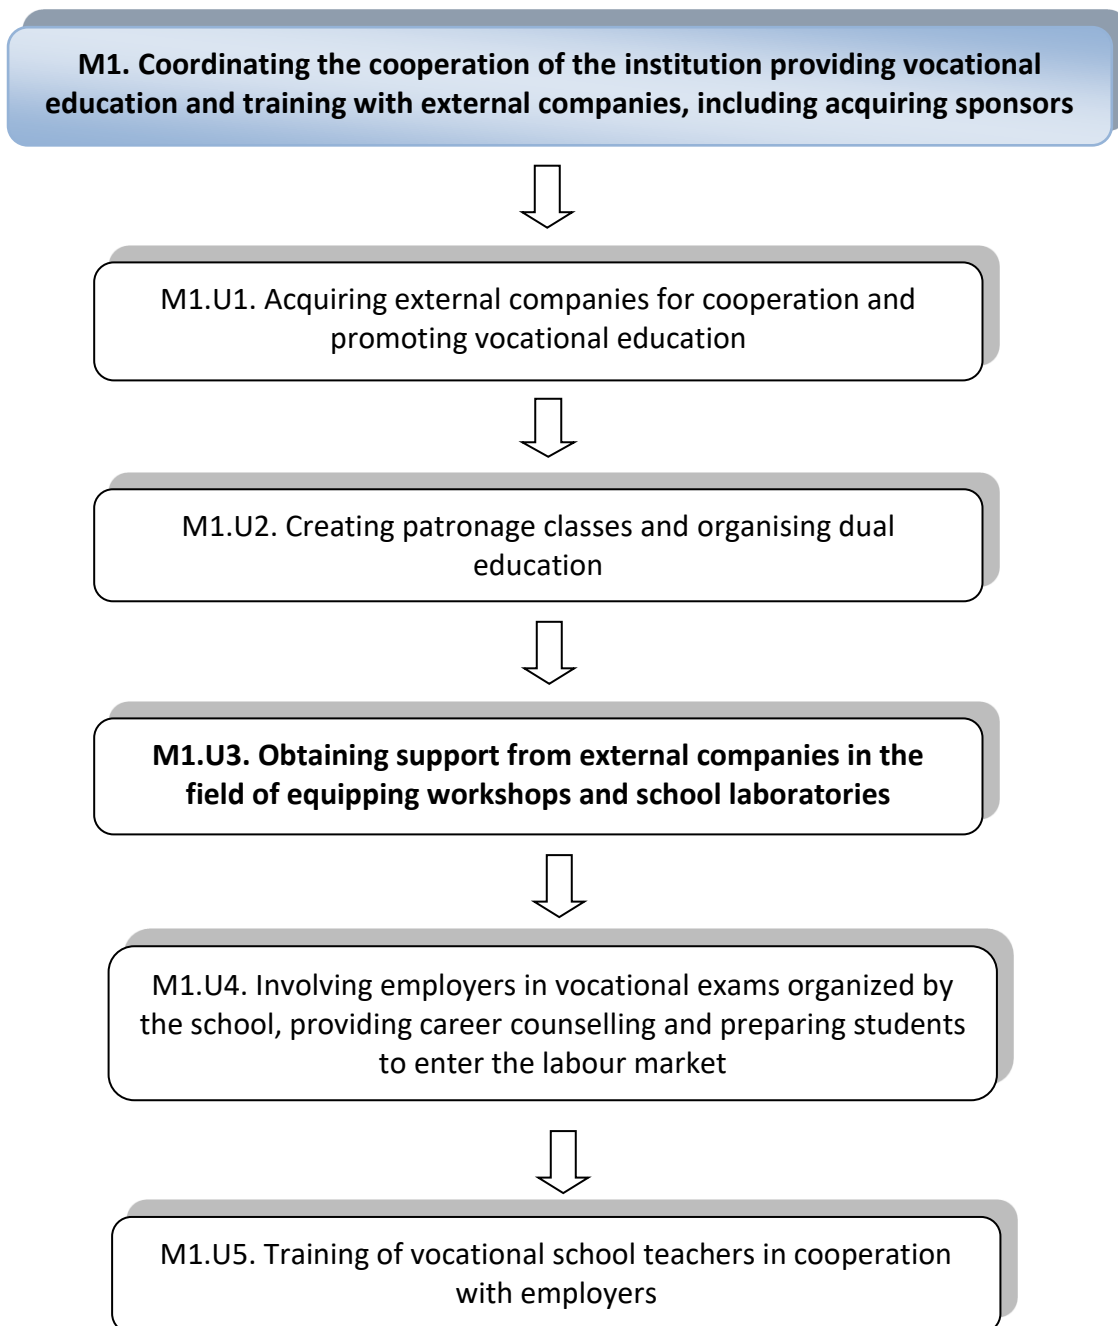 M1. Coordinating the cooperation of the institution providing vocational
education and training with external companies, including acquiring sponsors
M1.U1. Acquiring external companies for cooperation and
promoting vocational education
M1.U2. Creating patronage classes and organising dual
education
M1.U3. Obtaining support from external companies in the
field of equipping workshops and school laboratories
M1.U4. Involving employers in vocational exams organized by
the school, providing career counselling and preparing students
to enter the labour market
M1.U5. Training of vocational school teachers in cooperation
with employers